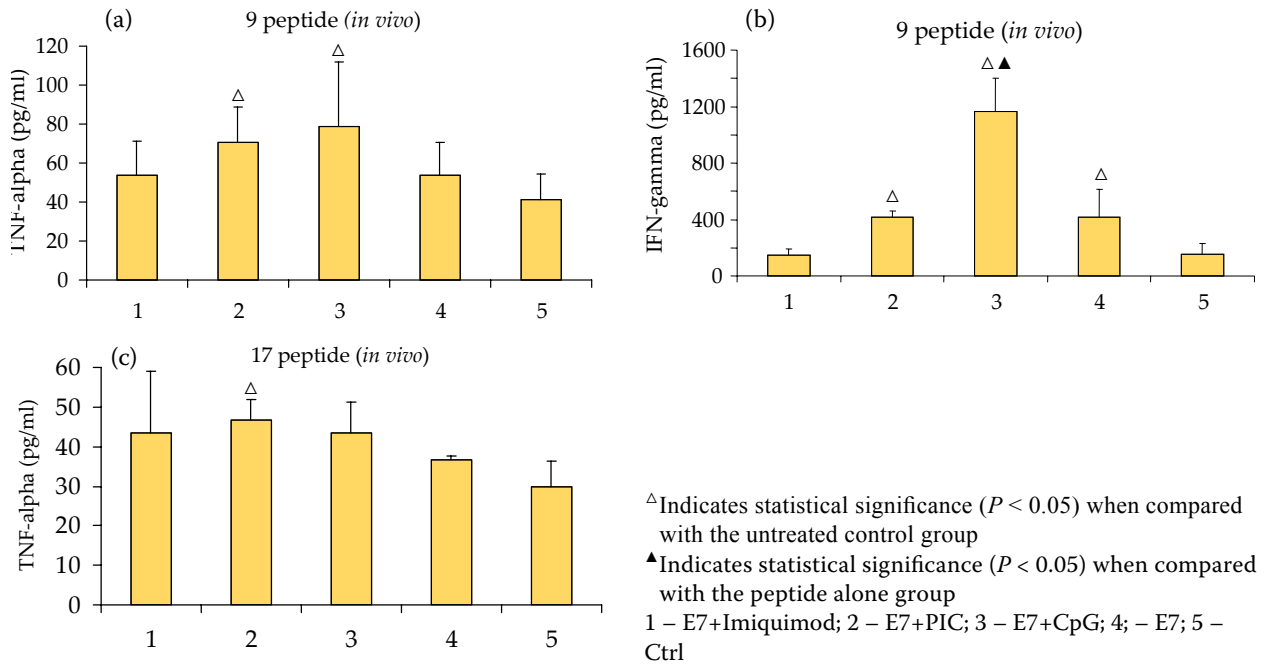 (a)
9 peptide (in vivo)
TNF-alpha (pg/ml)
120
100
80
60
40
20
0
△
△
1 2 3 4 5
(b)
9 peptide (in vivo)
IFN-gamma (pg/ml)
1600
1200
800
400
0
△
△▲
△
1 2 3 4 5
(c)
17 peptide (in vivo)
TNF-alpha (pg/ml)
60
50
40
30
20
10
0
△
1 2 3 4 5
△Indicates statistical significance (P < 0.05) when compared
with the untreated control group
▲Indicates statistical significance (P < 0.05) when compared
with the peptide alone group
1 – E7+Imiquimod; 2 – E7+PIC; 3 – E7+CpG; 4; – E7; 5 –
Ctrl